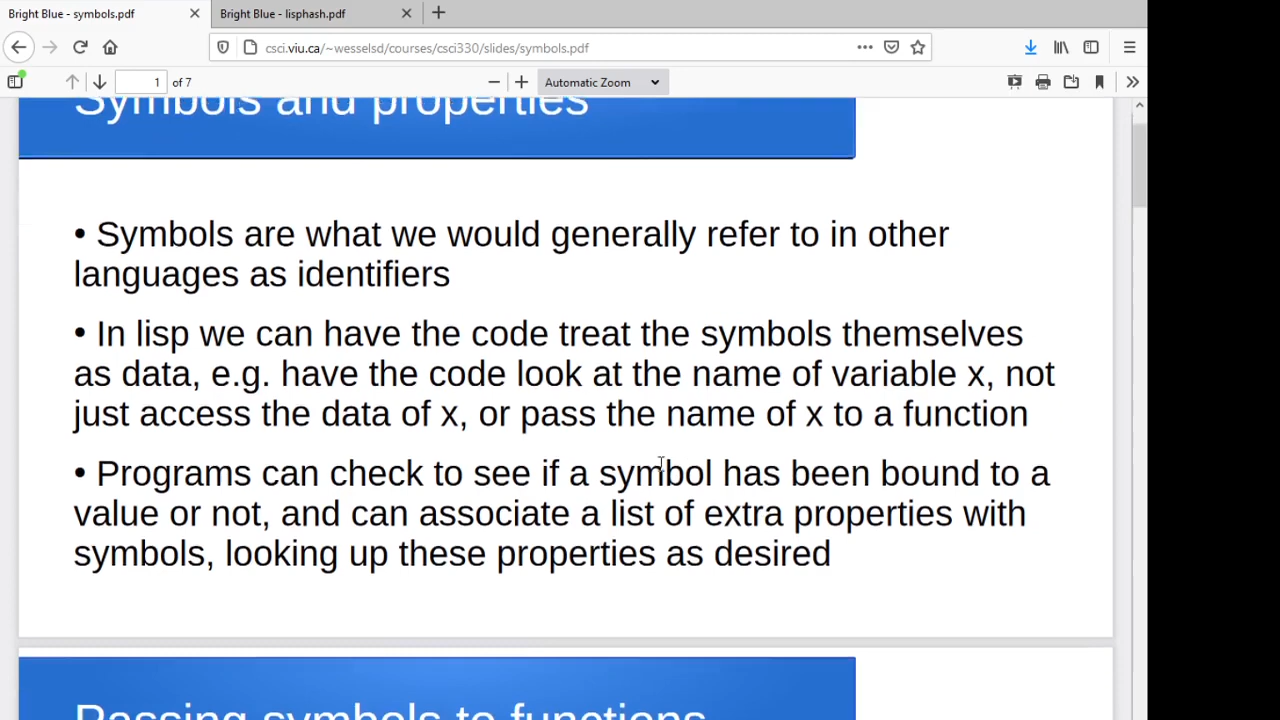 Bright Blue - symbols.pdf
Bright Blue - lisphash.pdf
csci.viu.ca/~wesselsd/courses/csci330/slides/symbols.pdf
1 of 7
Automatic Zoom
Symbols and properties
• Symbols are what we would generally refer to in other
languages as identifiers
• In lisp we can have the code treat the symbols themselves
as data, e.g. have the code look at the name of variable x, not
just access the data of x, or pass the name of x to a function
• Programs can check to see if a symbol has been bound to a
value or not, and can associate a list of extra properties with
symbols, looking up these properties as desired
Passing symbols to functions